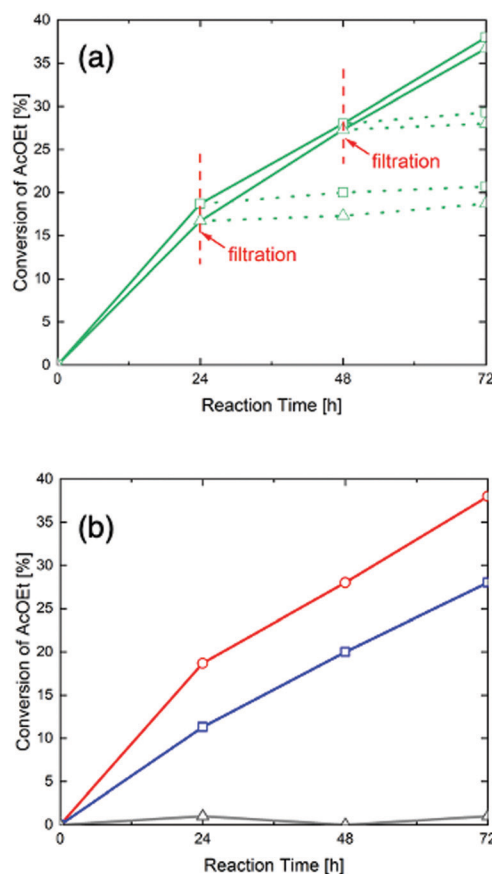 (a)
40
35
30
25
20
15
10
5
0
Conversion of AcOEt [%]
filtration
filtration
0 24 48 72
Reaction Time [h]
(b)
40
35
30
25
20
15
10
5
0
Conversion of AcOEt [%]
0 24 48 72
Reaction Time [h]